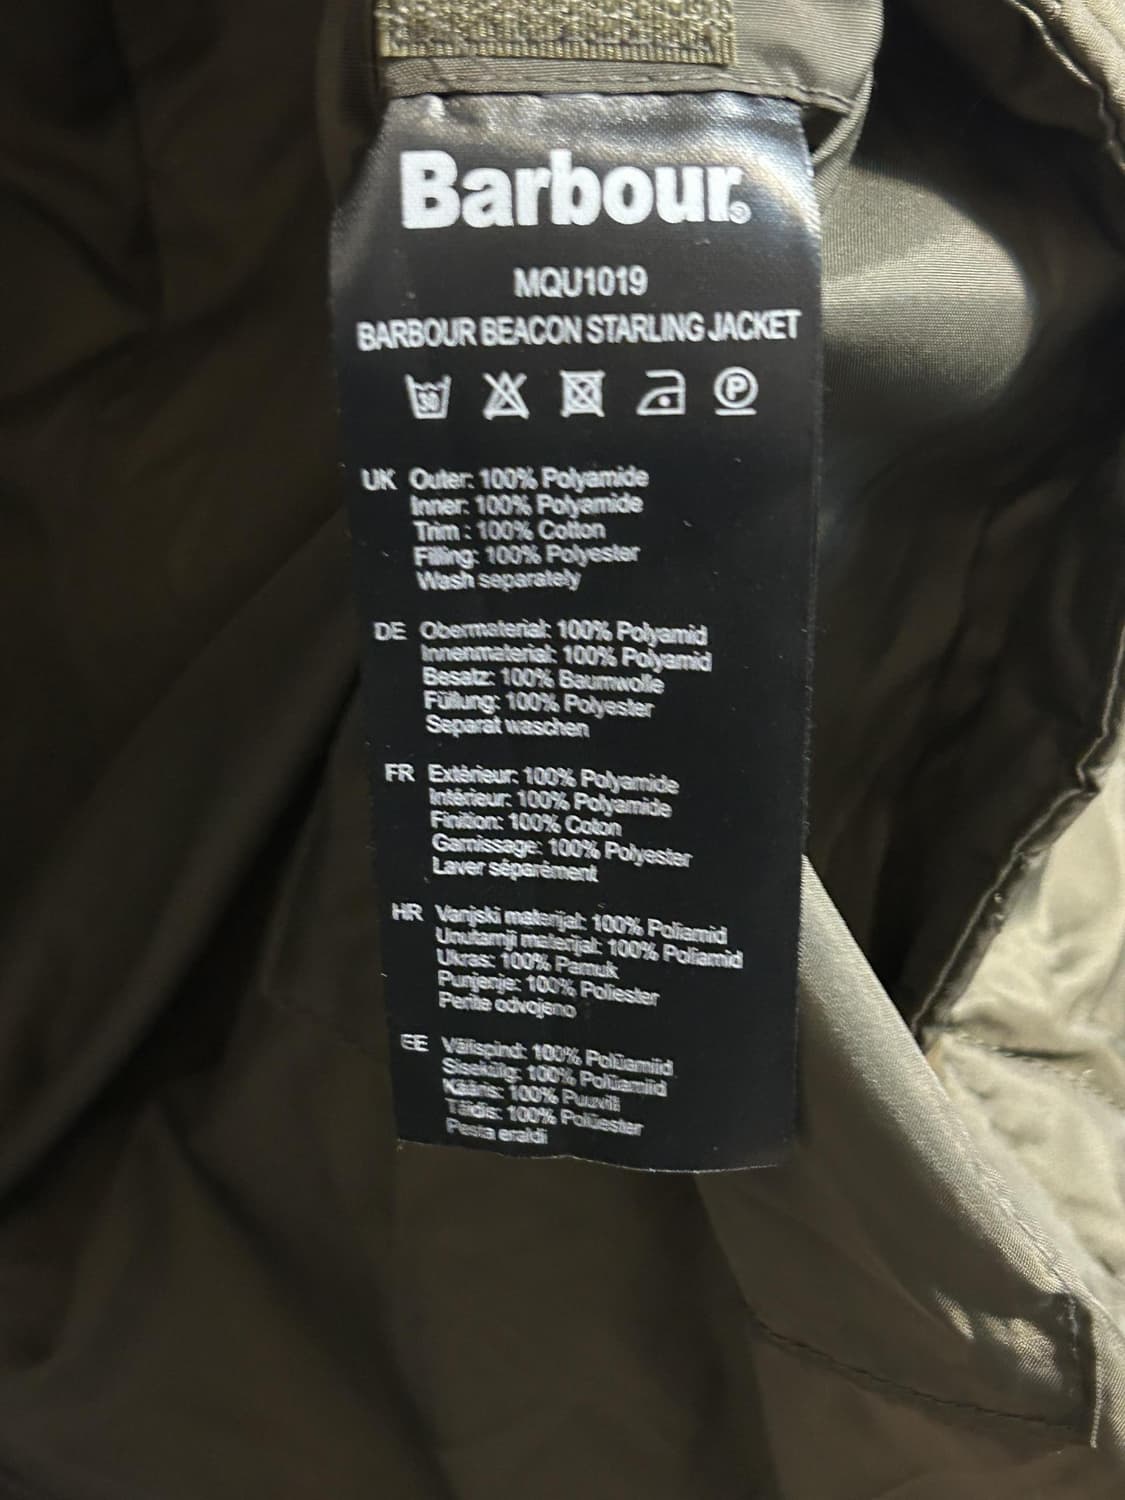 Barbour®
MQU1019
BARBOUR BEACON STARLING JACKET
30 P
UK Outer: 100% Polyamide
Inner: 100% Polyamide
Trim : 100% Cotton
Filling: 100% Polyester
Wash separately
DE Obermaterial: 100% Polyamid
Innenmaterial: 100% Polyamid
Besatz: 100% Baumwolle
Füllung: 100% Polyester
Separat waschen
FR Extérieur: 100% Polyamide
Intérieur: 100% Polyamide
Finition: 100% Coton
Garnissage: 100% Polyester
Laver séparément
HR Vanjski materijal: 100% Poliamid
Unutarnji materijal: 100% Poliamid
Ukras: 100% Pamuk
Punjenje: 100% Poliester
Perite odvojeno
EE Välispind: 100% Polüamiid
Sisekülg: 100% Polüamiid
Kääris: 100% Puuvill
Täidis: 100% Polüester
Pesta eraldi